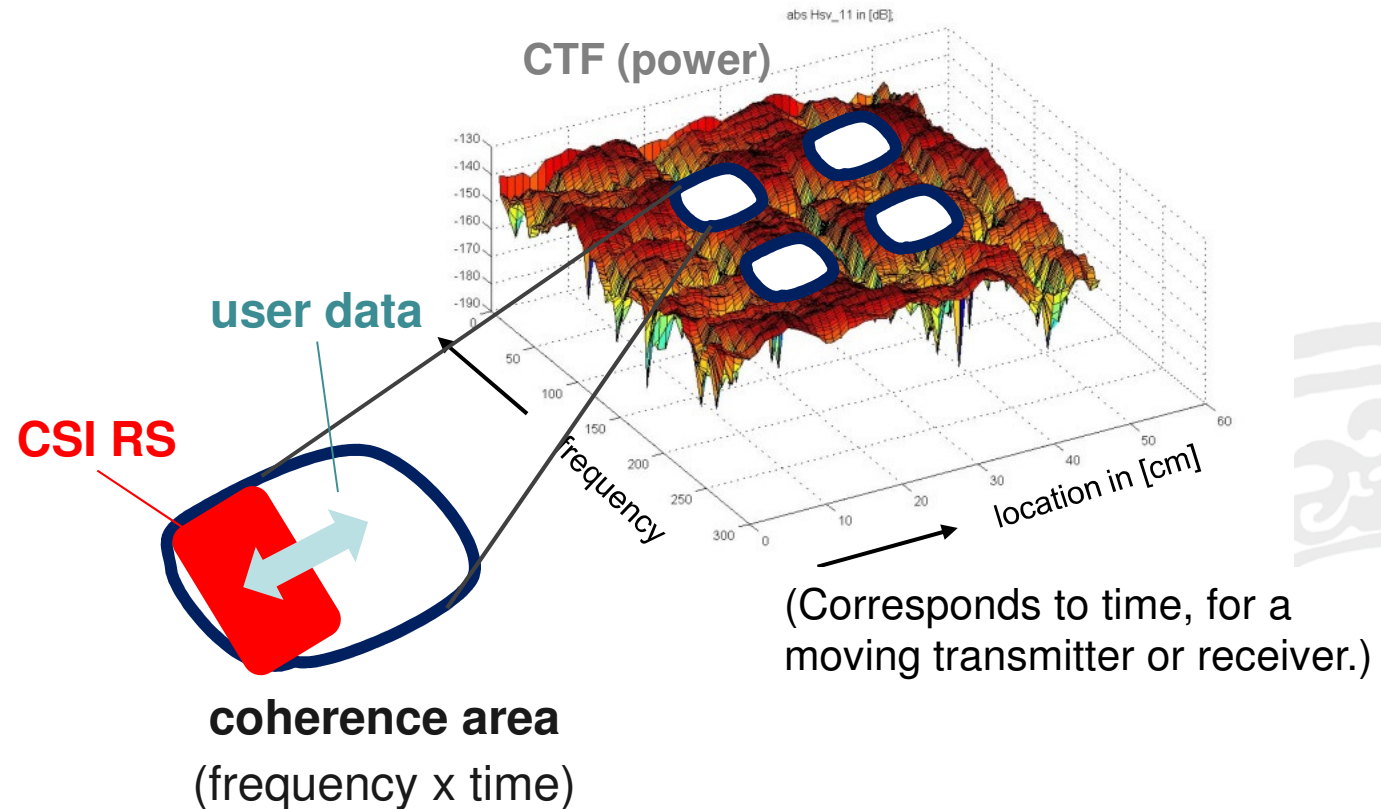 abs Hsv_11 in [dB];
CTF (power)
-130
-140
-150
-160
-170
-180
-190
0
50
100
150
200
250
300
0
10
20
30
40
50
60
frequency
location in [cm]
user data
CSI RS
(Corresponds to time, for a
moving transmitter or receiver.)
coherence area
(frequency x time)